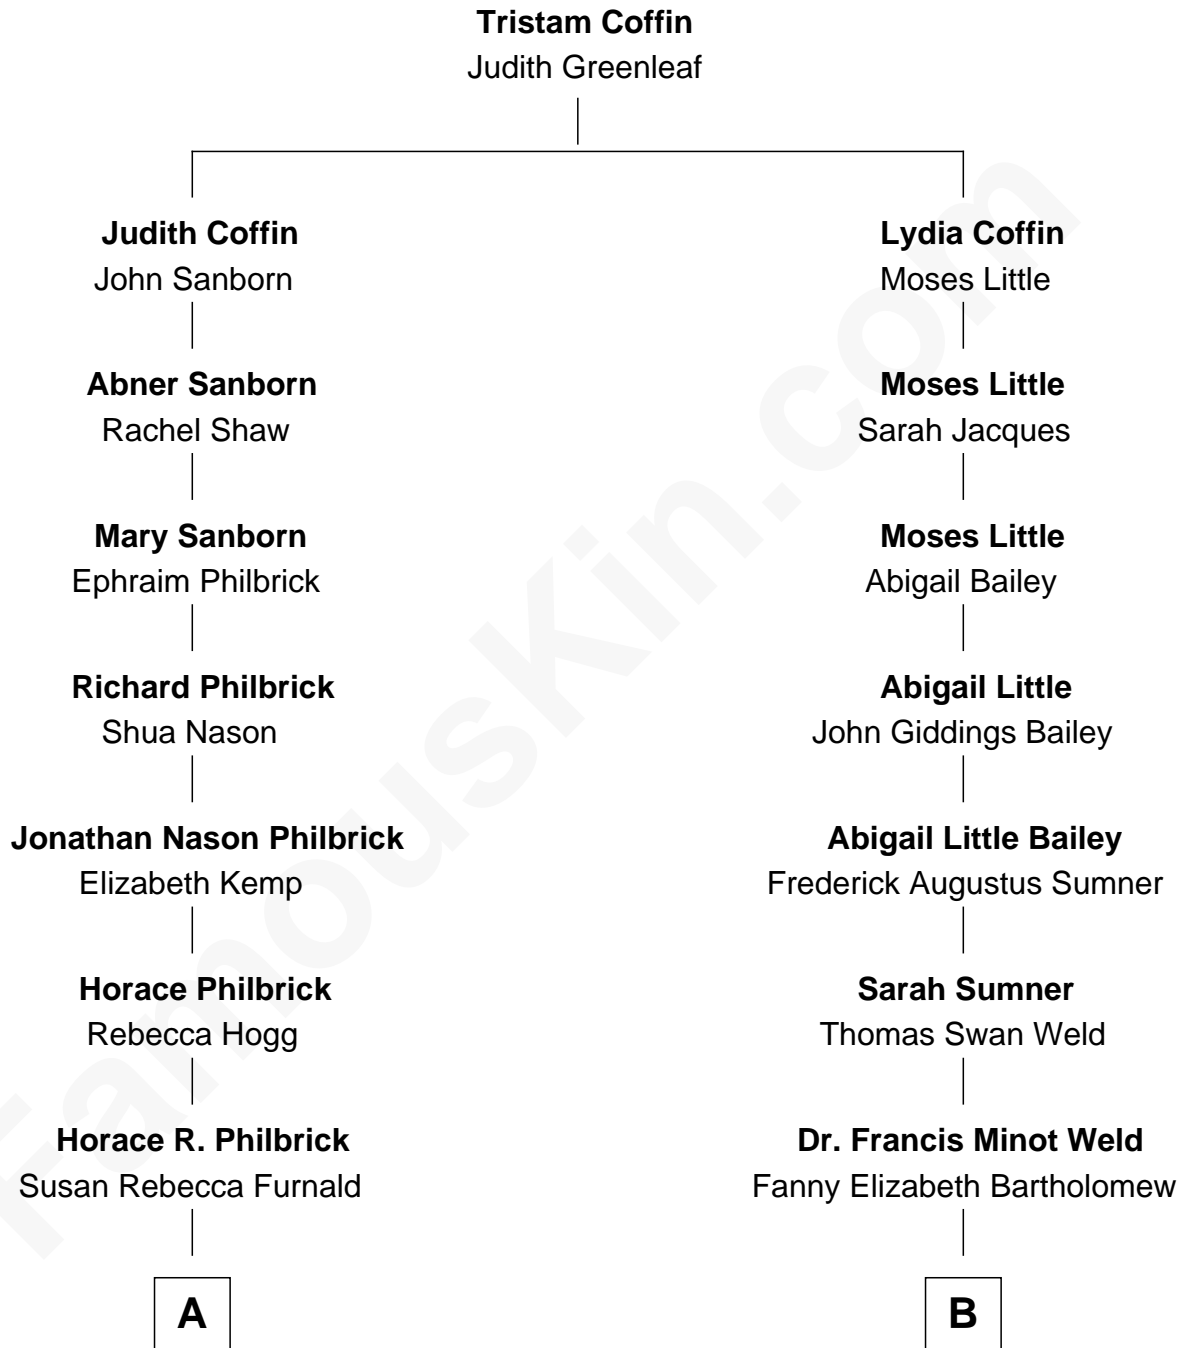 Tristam Coffin
Judith Greenleaf
Judith Coffin
John Sanborn
Lydia Coffin
Moses Little
Abner Sanborn
Rachel Shaw
Moses Little
Sarah Jacques
Mary Sanborn
Ephraim Philbrick
Moses Little
Abigail Bailey
Richard Philbrick
Shua Nason
Abigail Little
John Giddings Bailey
Jonathan Nason Philbrick
Elizabeth Kemp
Abigail Little Bailey
Frederick Augustus Sumner
Horace Philbrick
Rebecca Hogg
Sarah Sumner
Thomas Swan Weld
Horace R. Philbrick
Susan Rebecca Furnald
Dr. Francis Minot Weld
Fanny Elizabeth Bartholomew
A
B
FamousKin.com